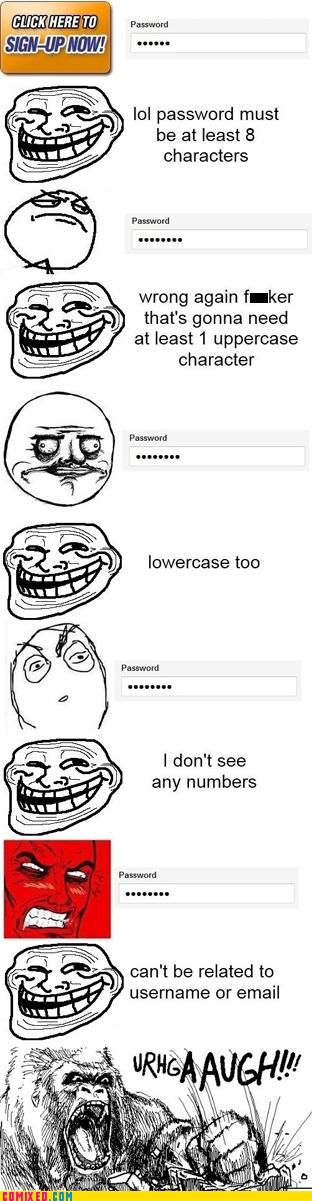 CLICK HERE TO
SIGN-UP NOW!
Password
••••••
lol password must
be at least 8
characters
Password
••••••••
wrong again f ker
that's gonna need
at least 1 uppercase
character
Password
••••••••
lowercase too
Password
••••••••
I don't see
any numbers
Password
••••••••
can't be related to
username or email
URHGAAUGH!!!
COMIXED.COM